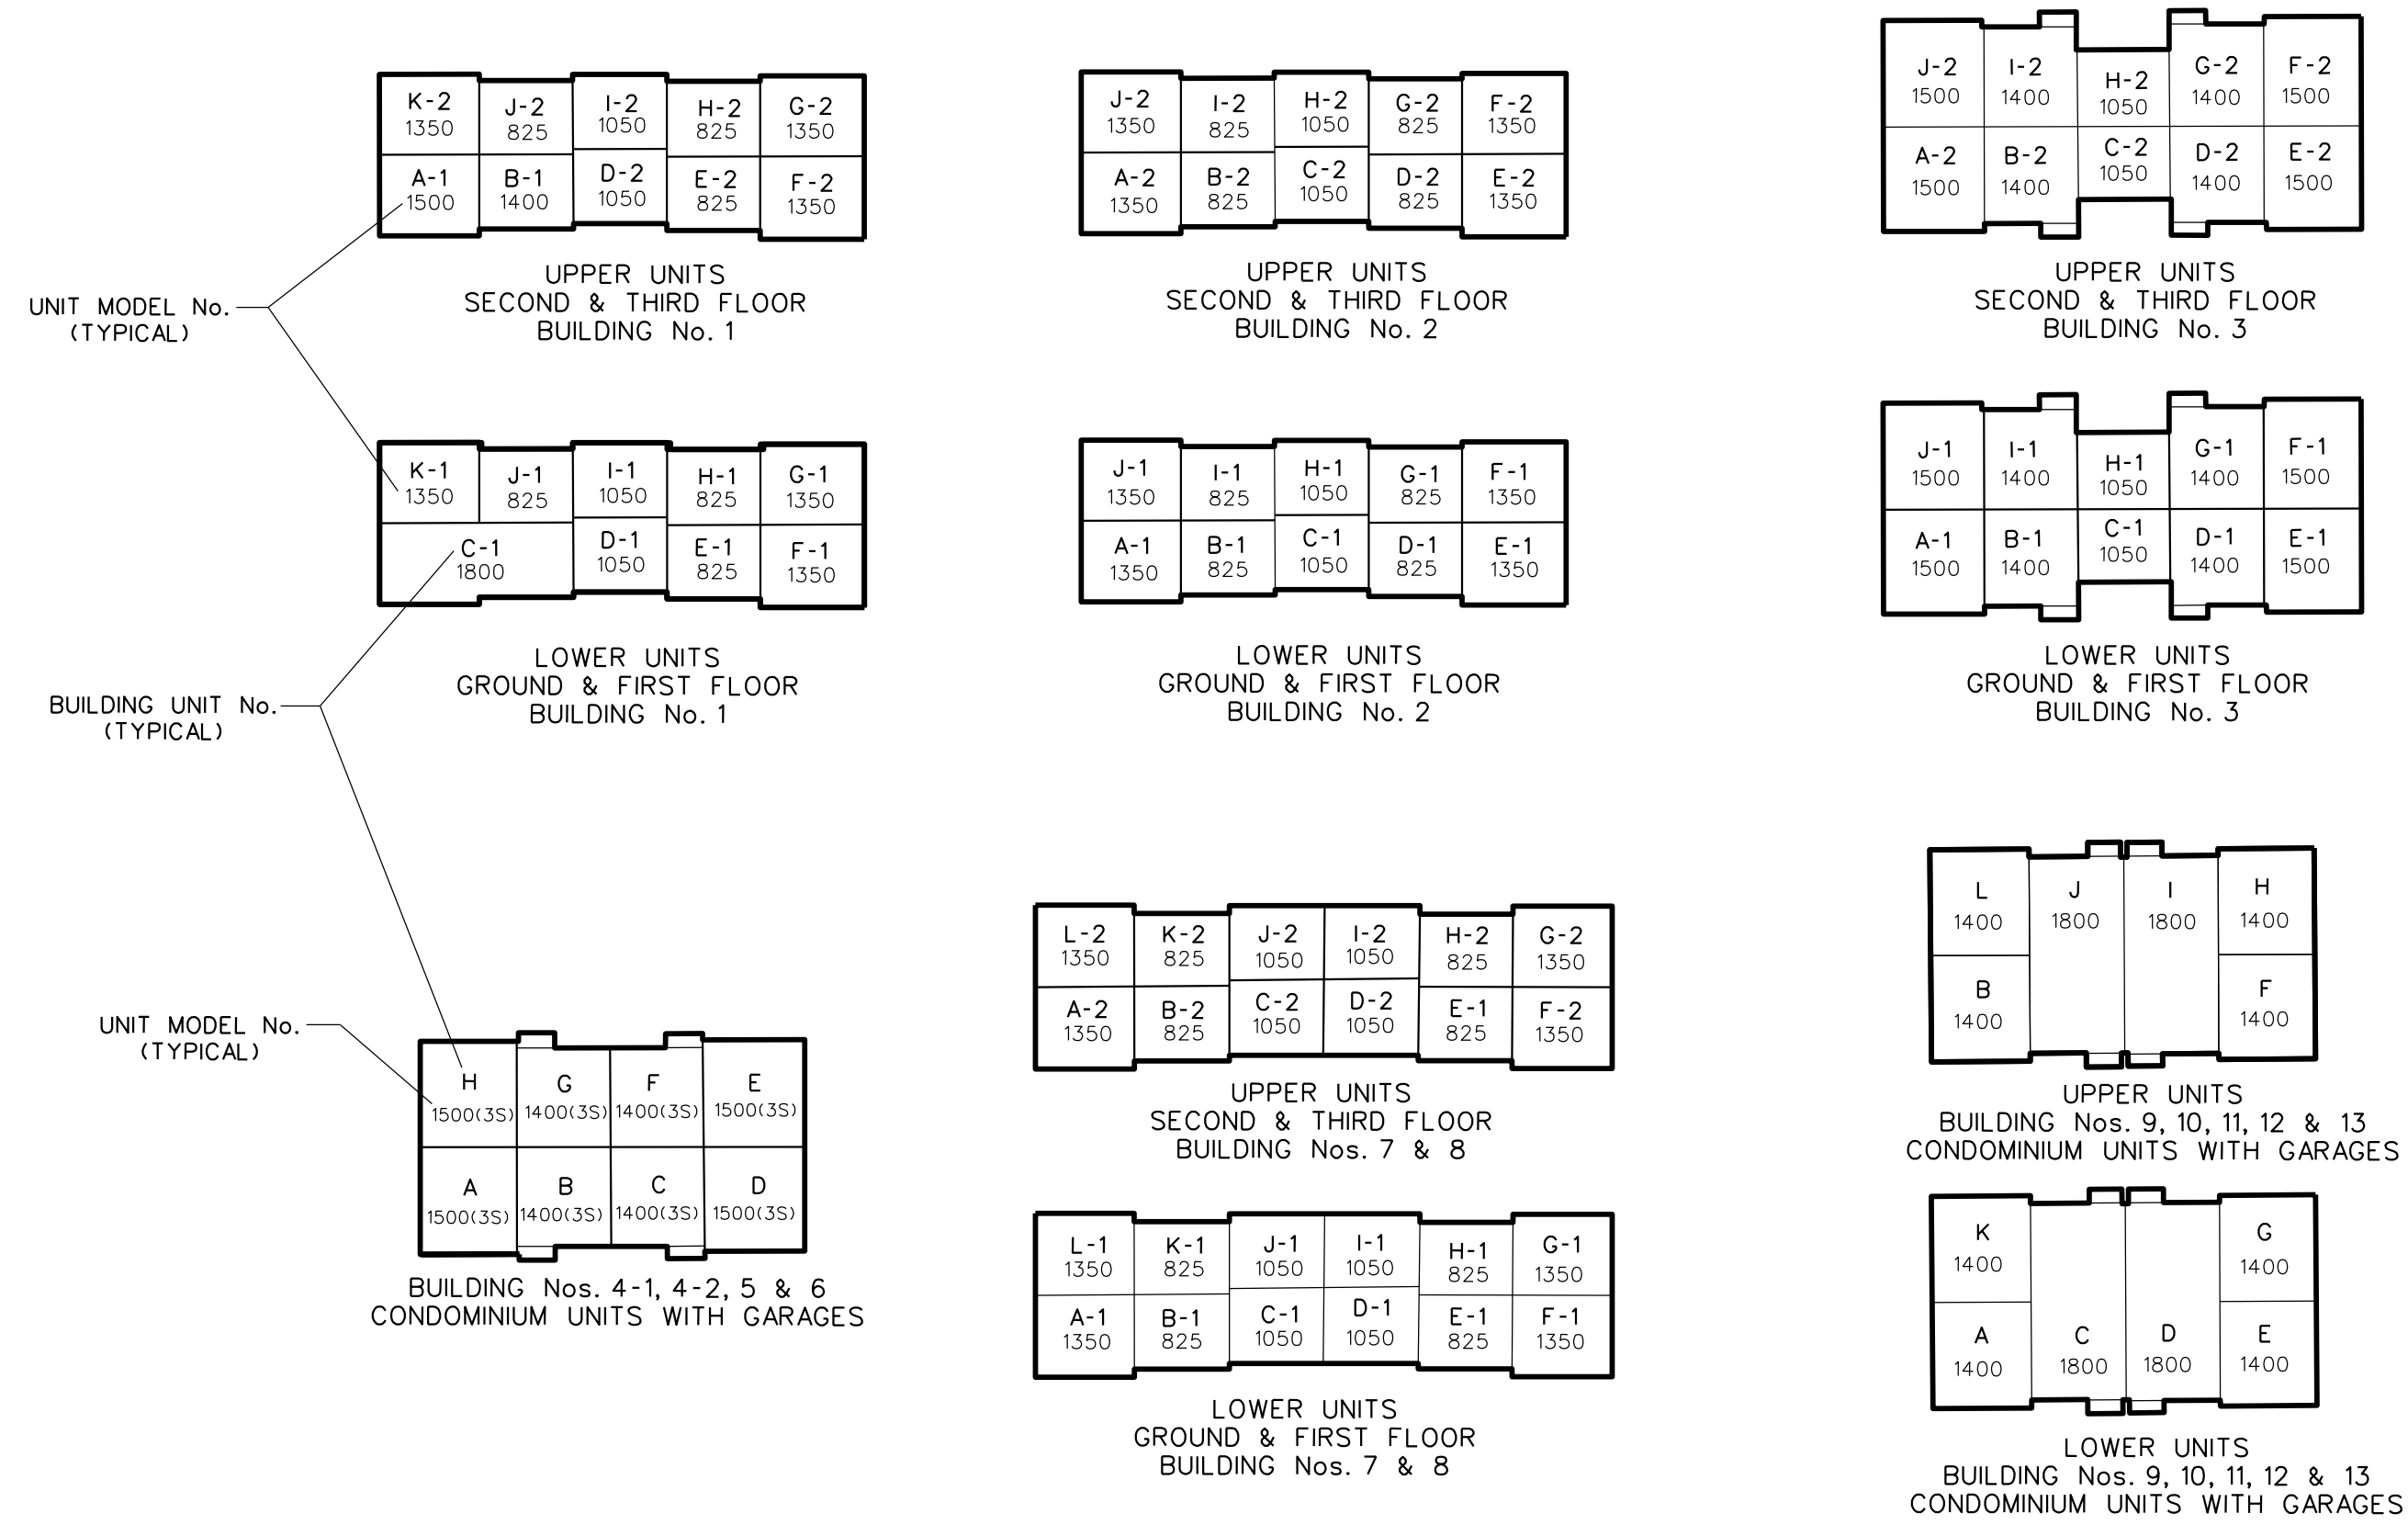 K-2 J-2 I-2 H-2 G-2
1350 825 1050 825 1350
A-1 B-1 D-2 E-2 F-2
1500 1400 1050 825 1350
UPPER UNITS
SECOND & THIRD FLOOR
BUILDING No. 1
J-2 I-2 H-2 G-2 F-2
1350 825 1050 825 1350
A-2 B-2 C-2 D-2 E-2
1350 825 1050 825 1350
UPPER UNITS
SECOND & THIRD FLOOR
BUILDING No. 2
J-2 I-2 H-2 G-2 F-2
1500 1400 1050 1400 1500
A-2 B-2 C-2 D-2 E-2
1500 1400 1050 1400 1500
UPPER UNITS
SECOND & THIRD FLOOR
BUILDING No. 3
UNIT MODEL No.
(TYPICAL)
K-1 J-1 I-1 H-1 G-1
1350 825 1050 825 1350
C-1 D-1 E-1 F-1
1800 1050 825 1350
LOWER UNITS
GROUND & FIRST FLOOR
BUILDING No. 1
J-1 I-1 H-1 G-1 F-1
1350 825 1050 825 1350
A-1 B-1 C-1 D-1 E-1
1350 825 1050 825 1350
LOWER UNITS
GROUND & FIRST FLOOR
BUILDING No. 2
J-1 I-1 H-1 G-1 F-1
1500 1400 1050 1400 1500
A-1 B-1 C-1 D-1 E-1
1500 1400 1050 1400 1500
LOWER UNITS
GROUND & FIRST FLOOR
BUILDING No. 3
BUILDING UNIT No.
(TYPICAL)
UNIT MODEL No.
(TYPICAL)
H G F E
1500(3S) 1400(3S) 1400(3S) 1500(3S)
A B C D
1500(3S) 1400(3S) 1400(3S) 1500(3S)
BUILDING Nos. 4-1, 4-2, 5 & 6
CONDOMINIUM UNITS WITH GARAGES
L-2 K-2 J-2 I-2 H-2 G-2
1350 825 1050 1050 825 1350
A-2 B-2 C-2 D-2 E-1 F-2
1350 825 1050 1050 825 1350
UPPER UNITS
SECOND & THIRD FLOOR
BUILDING Nos. 7 & 8
L-1 K-1 J-1 I-1 H-1 G-1
1350 825 1050 1050 825 1350
A-1 B-1 C-1 D-1 E-1 F-1
1350 825 1050 1050 825 1350
LOWER UNITS
GROUND & FIRST FLOOR
BUILDING Nos. 7 & 8
L J I H
1400 1800 1800 1400
B F
1400 1400
UPPER UNITS
BUILDING Nos. 9, 10, 11, 12 & 13
CONDOMINIUM UNITS WITH GARAGES
K G
1400 1400
A C D E
1400 1800 1800 1400
LOWER UNITS
BUILDING Nos. 9, 10, 11, 12 & 13
CONDOMINIUM UNITS WITH GARAGES